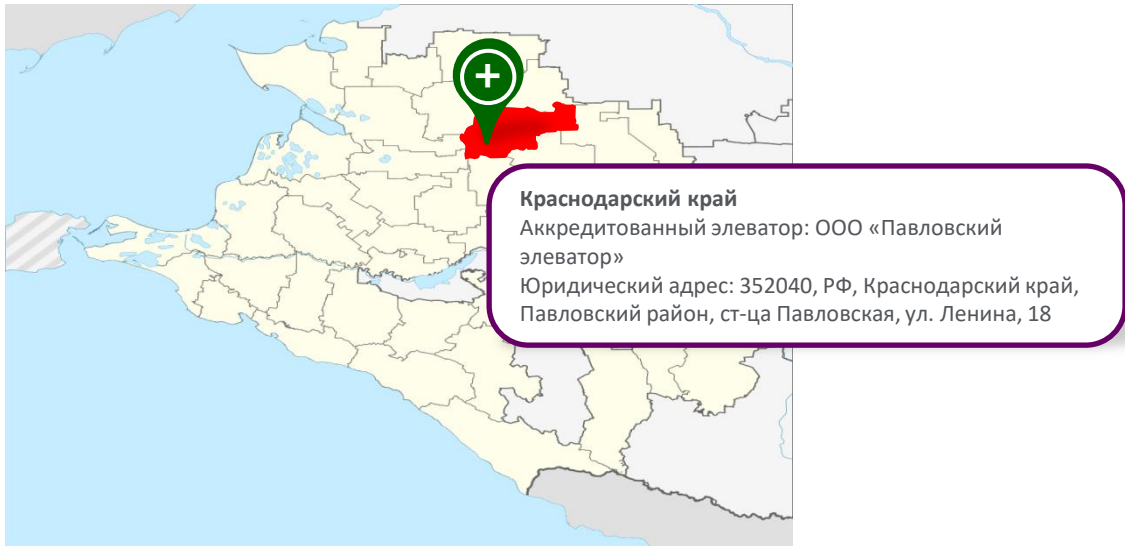 Краснодарский край
Аккредитованный элеватор: ООО «Павловский
элеватор»
Юридический адрес: 352040, РФ, Краснодарский край,
Павловский район, ст-ца Павловская, ул. Ленина, 18